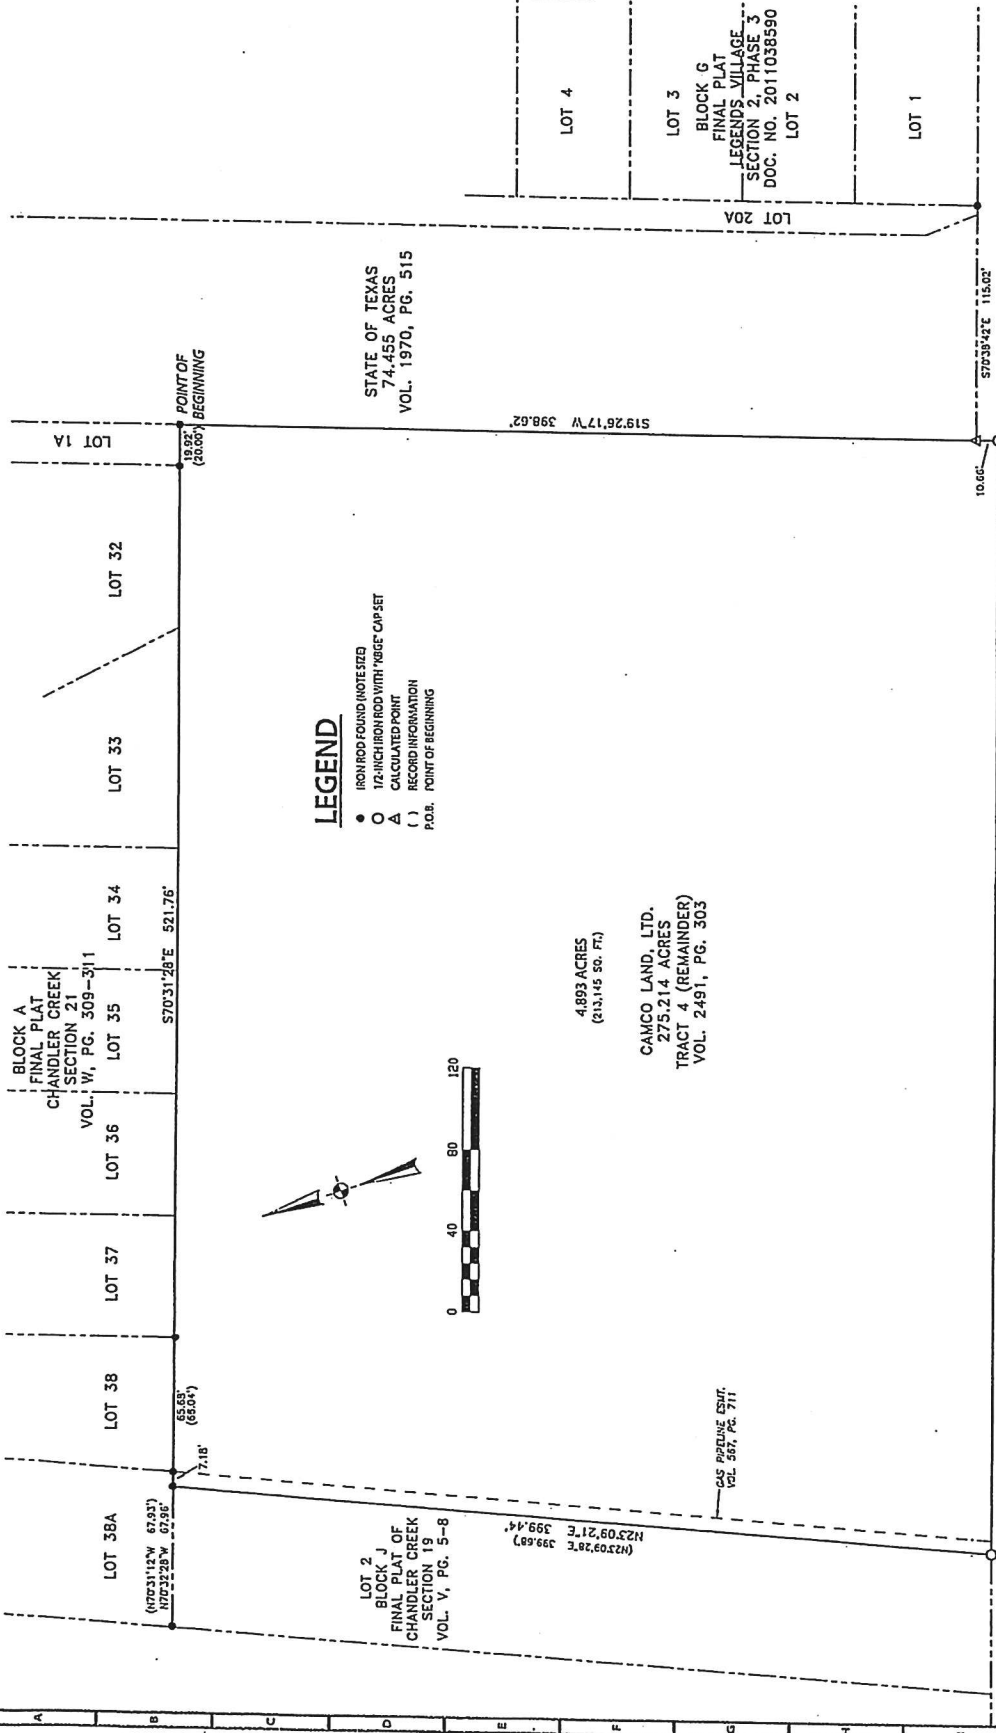 BLOCK A
FINAL PLAT
CHANDLER CREEK
SECTION 21
VOL. W, PG. 309-311
LOT 38A
LOT 38
LOT 37
LOT 36
LOT 35
LOT 34
LOT 33
LOT 32
LOT 1A
(N70°31'12"W 67.93')
N70°32'28"W 67.96'
7.18'
65.68'
(65.04')
S70°31'28"E 521.76'
19.92'
(20.00')
POINT OF
BEGINNING
LOT 2
BLOCK J
FINAL PLAT OF
CHANDLER CREEK
SECTION 19
VOL. V, PG. 5-8
(N23°09'28"E 399.68')
N23°09'21"E 399.44'
GAS PIPELINE ESMT.
VOL. 567, PG. 711
0 40 80 120
LEGEND
● IRON ROD FOUND (NOTE SIZE)
○ 1/2-INCH IRON ROD WITH "KBGE" CAP SET
△ CALCULATED POINT
( ) RECORD INFORMATION
P.O.B. POINT OF BEGINNING
4.893 ACRES
(213,145 SQ. FT.)
CAMCO LAND, LTD.
275.214 ACRES
TRACT 4 (REMAINDER)
VOL. 2491, PG. 303
STATE OF TEXAS
74.455 ACRES
VOL. 1970, PG. 515
S19°26'17"W 398.62'
10.66'
S70°38'42"E 115.02'
LOT 20A
LOT 4
LOT 3
BLOCK G
FINAL PLAT
LEGENDS VILLAGE
SECTION 2, PHASE 3
DOC. NO. 2011038590
LOT 2
LOT 1
A
B
C
D
E
F
G
H